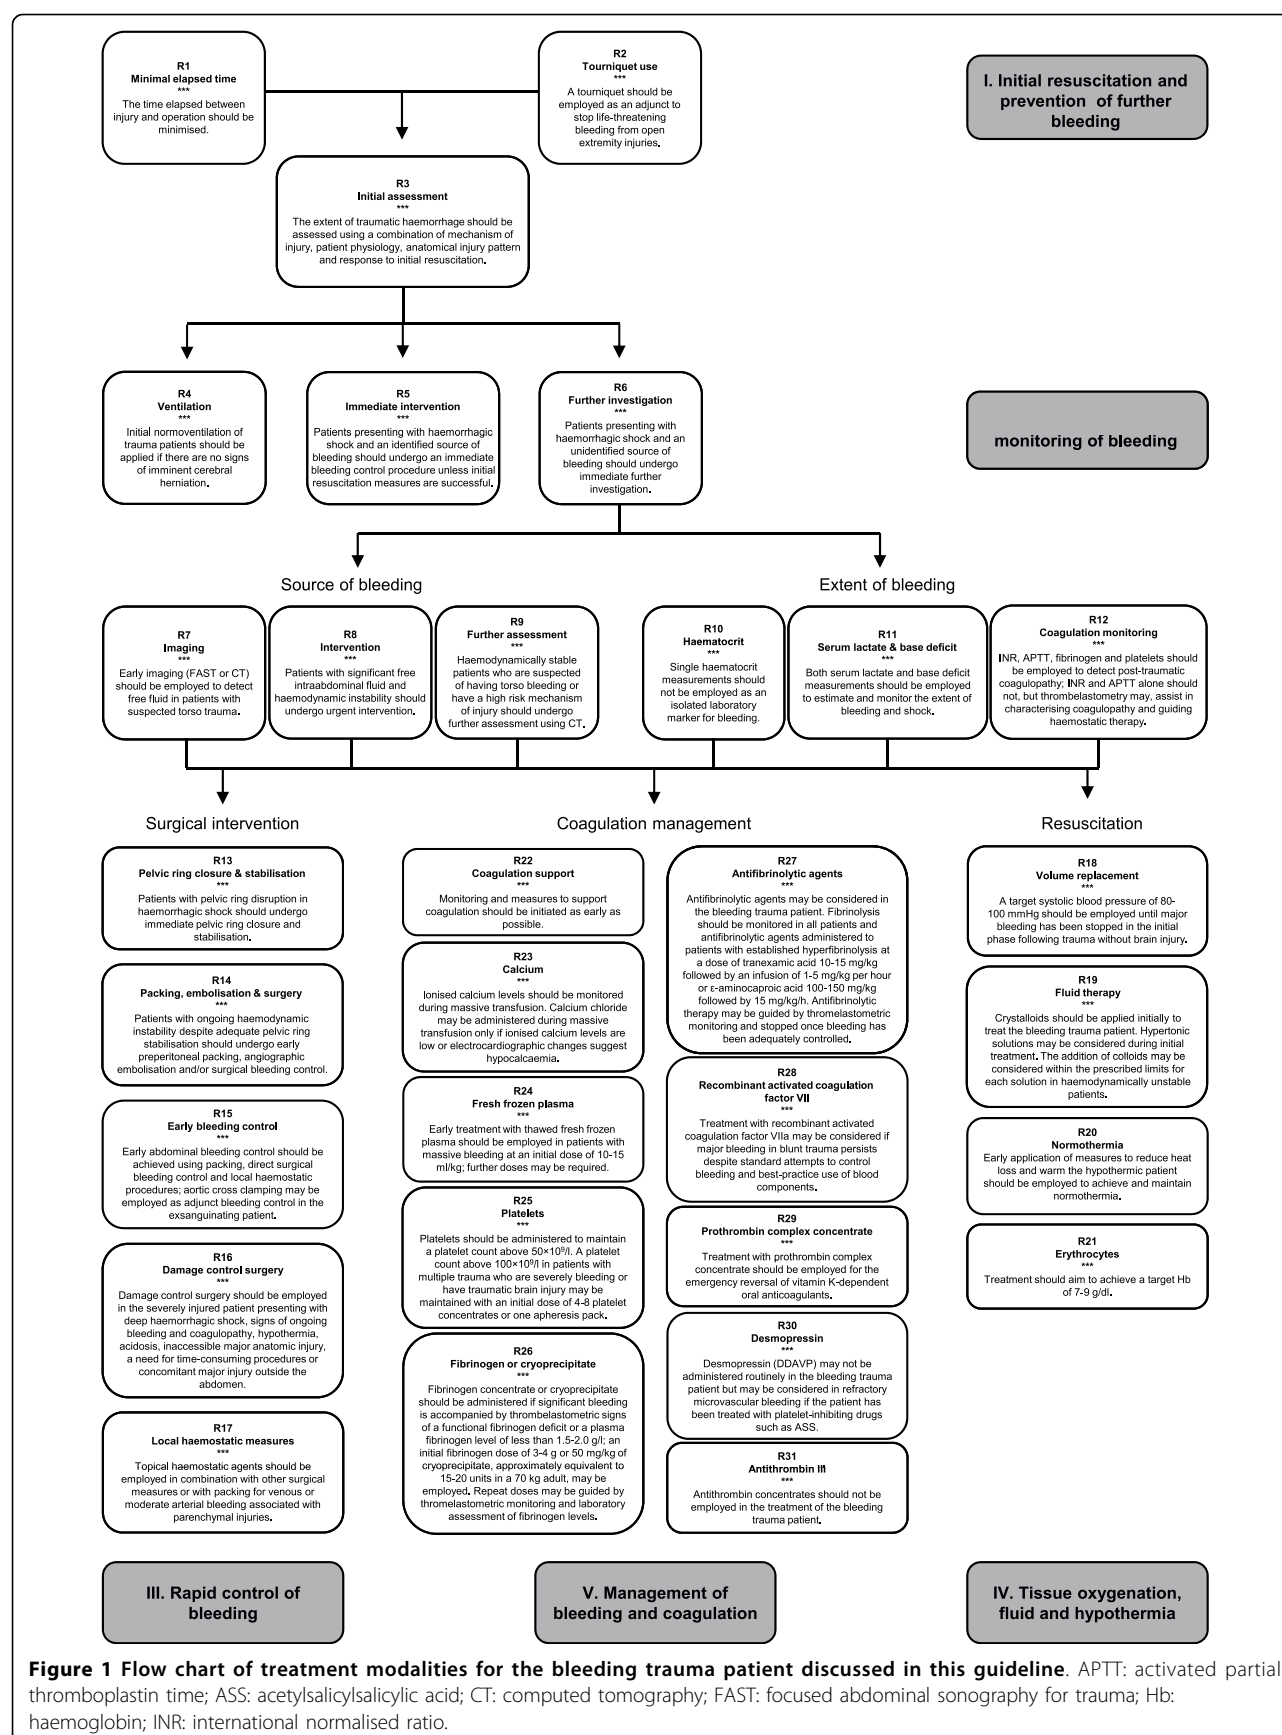 R1
Minimal elapsed time
***
The time elapsed between
injury and operation should be
minimised.
R2
Tourniquet use
***
A tourniquet should be
employed as an adjunct to
stop life-threatening
bleeding from open
extremity injuries.
I. Initial resuscitation and
prevention of further
bleeding
R3
Initial assessment
***
The extent of traumatic haemorrhage should be
assessed using a combination of mechanism of
injury, patient physiology, anatomical injury pattern
and response to initial resuscitation.
R4
Ventilation
***
Initial normoventilation of
trauma patients should be
applied if there are no signs
of imminent cerebral
herniation.
R5
Immediate intervention
***
Patients presenting with haemorrhagic
shock and an identified source of
bleeding should undergo an immediate
bleeding control procedure unless initial
resuscitation measures are successful.
R6
Further investigation
***
Patients presenting with
haemorrhagic shock and an
unidentified source of
bleeding should undergo
immediate further
investigation.
monitoring of bleeding
Source of bleeding
Extent of bleeding
R7
Imaging
***
Early imaging (FAST or CT)
should be employed to detect
free fluid in patients with
suspected torso trauma.
R8
Intervention
***
Patients with significant free
intraabdominal fluid and
haemodynamic instability should
undergo urgent intervention.
R9
Further assessment
***
Haemodynamically stable
patients who are suspected
of having torso bleeding or
have a high risk mechanism
of injury should undergo
further assessment using CT.
R10
Haematocrit
***
Single haematocrit
measurements should
not be employed as an
isolated laboratory
marker for bleeding.
R11
Serum lactate & base deficit
***
Both serum lactate and base deficit
measurements should be employed
to estimate and monitor the extent of
bleeding and shock.
R12
Coagulation monitoring
***
INR, APTT, fibrinogen and platelets should
be employed to detect post-traumatic
coagulopathy; INR and APTT alone should
not, but thrombelastometry may, assist in
characterising coagulopathy and guiding
haemostatic therapy.
Surgical intervention
Coagulation management
Resuscitation
R13
Pelvic ring closure & stabilisation
***
Patients with pelvic ring disruption in
haemorrhagic shock should undergo
immediate pelvic ring closure and
stabilisation.
R14
Packing, embolisation & surgery
***
Patients with ongoing haemodynamic
instability despite adequate pelvic ring
stabilisation should undergo early
preperitoneal packing, angiographic
embolisation and/or surgical bleeding control.
R15
Early bleeding control
***
Early abdominal bleeding control should be
achieved using packing, direct surgical
bleeding control and local haemostatic
procedures; aortic cross clamping may be
employed as adjunct bleeding control in the
exsanguinating patient.
R16
Damage control surgery
***
Damage control surgery should be employed
in the severely injured patient presenting with
deep haemorrhagic shock, signs of ongoing
bleeding and coagulopathy, hypothermia,
acidosis, inaccessible major anatomic injury,
a need for time-consuming procedures or
concomitant major injury outside the
abdomen.
R17
Local haemostatic measures
***
Topical haemostatic agents should be
employed in combination with other surgical
measures or with packing for venous or
moderate arterial bleeding associated with
parenchymal injuries.
R22
Coagulation support
***
Monitoring and measures to support
coagulation should be initiated as early as
possible.
R23
Calcium
***
Ionised calcium levels should be monitored
during massive transfusion. Calcium chloride
may be administered during massive
transfusion only if ionised calcium levels are
low or electrocardiographic changes suggest
hypocalcaemia.
R24
Fresh frozen plasma
***
Early treatment with thawed fresh frozen
plasma should be employed in patients with
massive bleeding at an initial dose of 10-15
ml/kg; further doses may be required.
R25
Platelets
***
Platelets should be administered to maintain
a platelet count above 50×10⁹/l. A platelet
count above 100×10⁹/l in patients with
multiple trauma who are severely bleeding or
have traumatic brain injury may be
maintained with an initial dose of 4-8 platelet
concentrates or one apheresis pack.
R26
Fibrinogen or cryoprecipitate
***
Fibrinogen concentrate or cryoprecipitate
should be administered if significant bleeding
is accompanied by thrombelastometric signs
of a functional fibrinogen deficit or a plasma
fibrinogen level of less than 1.5-2.0 g/l; an
initial fibrinogen dose of 3-4 g or 50 mg/kg of
cryoprecipitate, approximately equivalent to
15-20 units in a 70 kg adult, may be
employed. Repeat doses may be guided by
thromelastometric monitoring and laboratory
assessment of fibrinogen levels.
R27
Antifibrinolytic agents
***
Antifibrinolytic agents may be considered in
the bleeding trauma patient. Fibrinolysis
should be monitored in all patients and
antifibrinolytic agents administered to
patients with established hyperfibrinolysis at
a dose of tranexamic acid 10-15 mg/kg
followed by an infusion of 1-5 mg/kg per hour
or ε-aminocaproic acid 100-150 mg/kg
followed by 15 mg/kg/h. Antifibrinolytic
therapy may be guided by thromelastometric
monitoring and stopped once bleeding has
been adequately controlled.
R28
Recombinant activated coagulation
factor VII
***
Treatment with recombinant activated
coagulation factor VIIa may be considered if
major bleeding in blunt trauma persists
despite standard attempts to control
bleeding and best-practice use of blood
components.
R29
Prothrombin complex concentrate
***
Treatment with prothrombin complex
concentrate should be employed for the
emergency reversal of vitamin K-dependent
oral anticoagulants.
R30
Desmopressin
***
Desmopressin (DDAVP) may not be
administered routinely in the bleeding trauma
patient but may be considered in refractory
microvascular bleeding if the patient has
been treated with platelet-inhibiting drugs
such as ASS.
R31
Antithrombin III
***
Antithrombin concentrates should not be
employed in the treatment of the bleeding
trauma patient.
R18
Volume replacement
***
A target systolic blood pressure of 80-
100 mmHg should be employed until major
bleeding has been stopped in the initial
phase following trauma without brain injury.
R19
Fluid therapy
***
Crystalloids should be applied initially to
treat the bleeding trauma patient. Hypertonic
solutions may be considered during initial
treatment. The addition of colloids may be
considered within the prescribed limits for
each solution in haemodynamically unstable
patients.
R20
Normothermia
Early application of measures to reduce heat
loss and warm the hypothermic patient
should be employed to achieve and maintain
normothermia.
R21
Erythrocytes
***
Treatment should aim to achieve a target Hb
of 7-9 g/dl.
III. Rapid control of
bleeding
V. Management of
bleeding and coagulation
IV. Tissue oxygenation,
fluid and hypothermia
Figure 1 Flow chart of treatment modalities for the bleeding trauma patient discussed in this guideline. APTT: activated partial
thromboplastin time; ASS: acetylsalicylsalicylic acid; CT: computed tomography; FAST: focused abdominal sonography for trauma; Hb:
haemoglobin; INR: international normalised ratio.